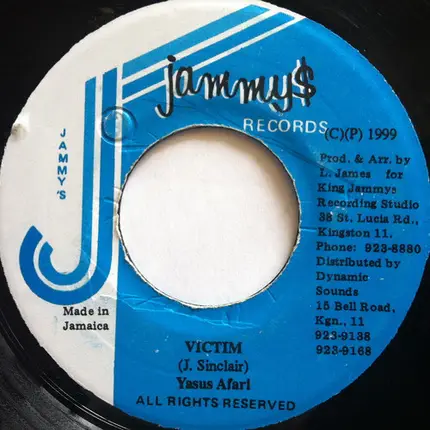 jammy$
RECORDS
JAMMY'S
(C)(P) 1999
Prod. & Arr. by
L. James for
King Jammys
Recording Studio
38 St. Lucia Rd.,
Kingston 11.
Phone: 923-8880
Distributed by
Dynamic
Sounds
15 Bell Road,
Kgn., 11
923-9138
923-9168
Made in
Jamaica
VICTIM
(J. Sinclair)
Yasus Afari
ALL RIGHTS RESERVED